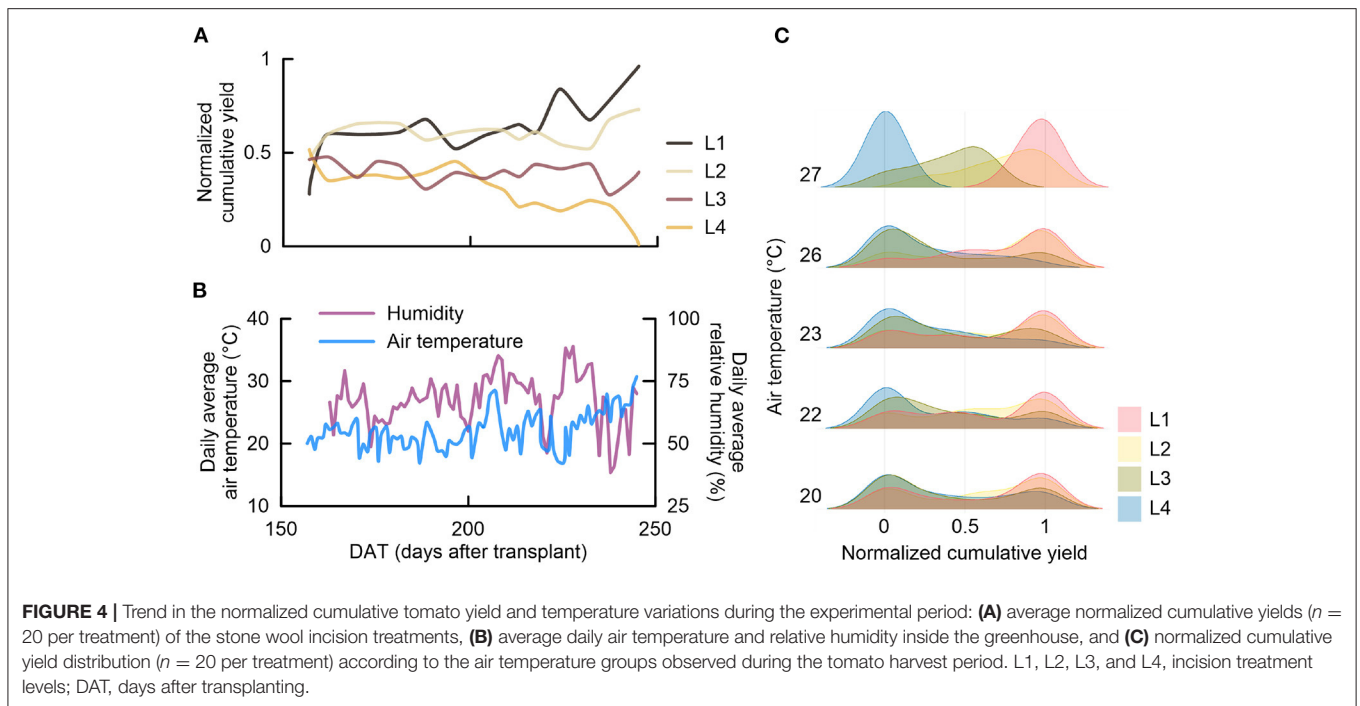 A
1
0.5
0
Normalized
cumulative yield
L1
L2
L3
L4
B
40
30
20
10
Daily average
air temperature (°C)
Humidity
Air temperature
100
75
50
25
Daily average
relative humidity (%)
150
200
250
DAT (days after transplant)
C
27
26
23
22
20
Air temperature (°C)
0
0.5
1
Normalized cumulative yield
L1
L2
L3
L4
FIGURE 4 | Trend in the normalized cumulative tomato yield and temperature variations during the experimental period: (A) average normalized cumulative yields (n =
20 per treatment) of the stone wool incision treatments, (B) average daily air temperature and relative humidity inside the greenhouse, and (C) normalized cumulative
yield distribution (n = 20 per treatment) according to the air temperature groups observed during the tomato harvest period. L1, L2, L3, and L4, incision treatment
levels; DAT, days after transplanting.